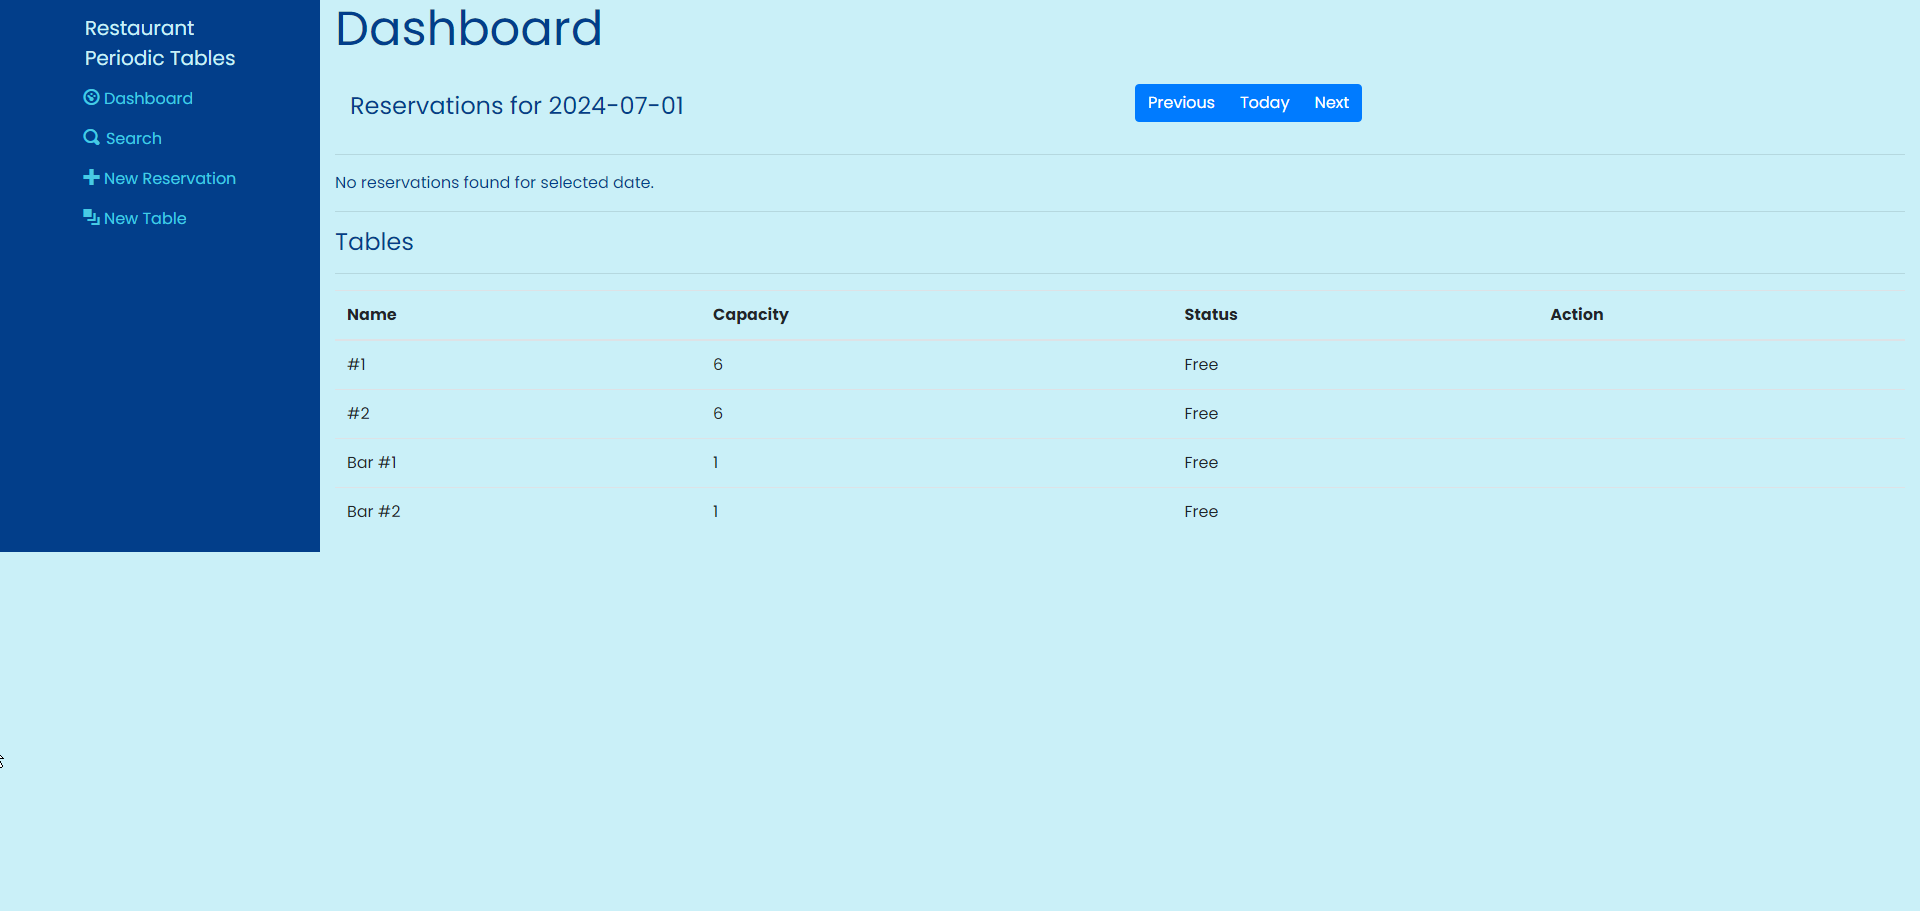 Restaurant
Periodic Tables
Dashboard
Search
New Reservation
New Table
Dashboard
Reservations for 2024-07-01
Previous Today Next
No reservations found for selected date.
Tables
Name Capacity Status Action
#1 6 Free
#2 6 Free
Bar #1 1 Free
Bar #2 1 Free